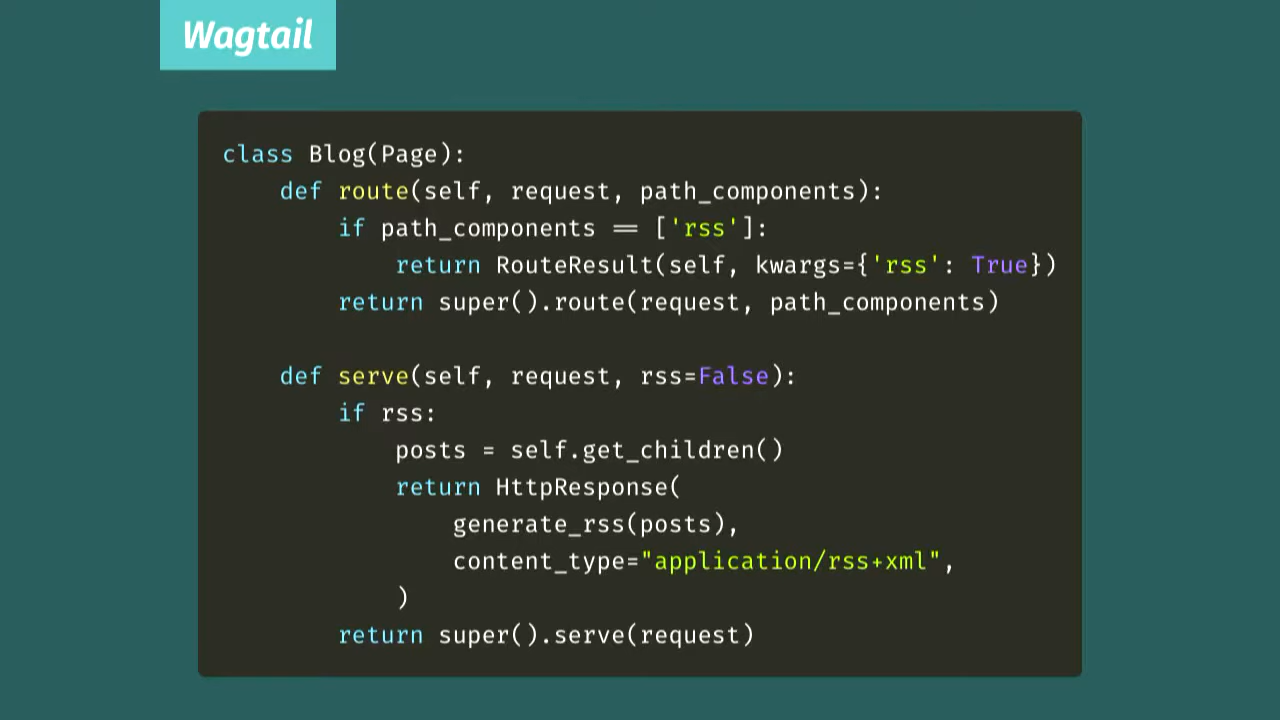 Wagtail
class Blog(Page):
    def route(self, request, path_components):
        if path_components == ['rss']:
            return RouteResult(self, kwargs={'rss': True})
        return super().route(request, path_components)

    def serve(self, request, rss=False):
        if rss:
            posts = self.get_children()
            return HttpResponse(
                generate_rss(posts),
                content_type="application/rss+xml",
            )
        return super().serve(request)